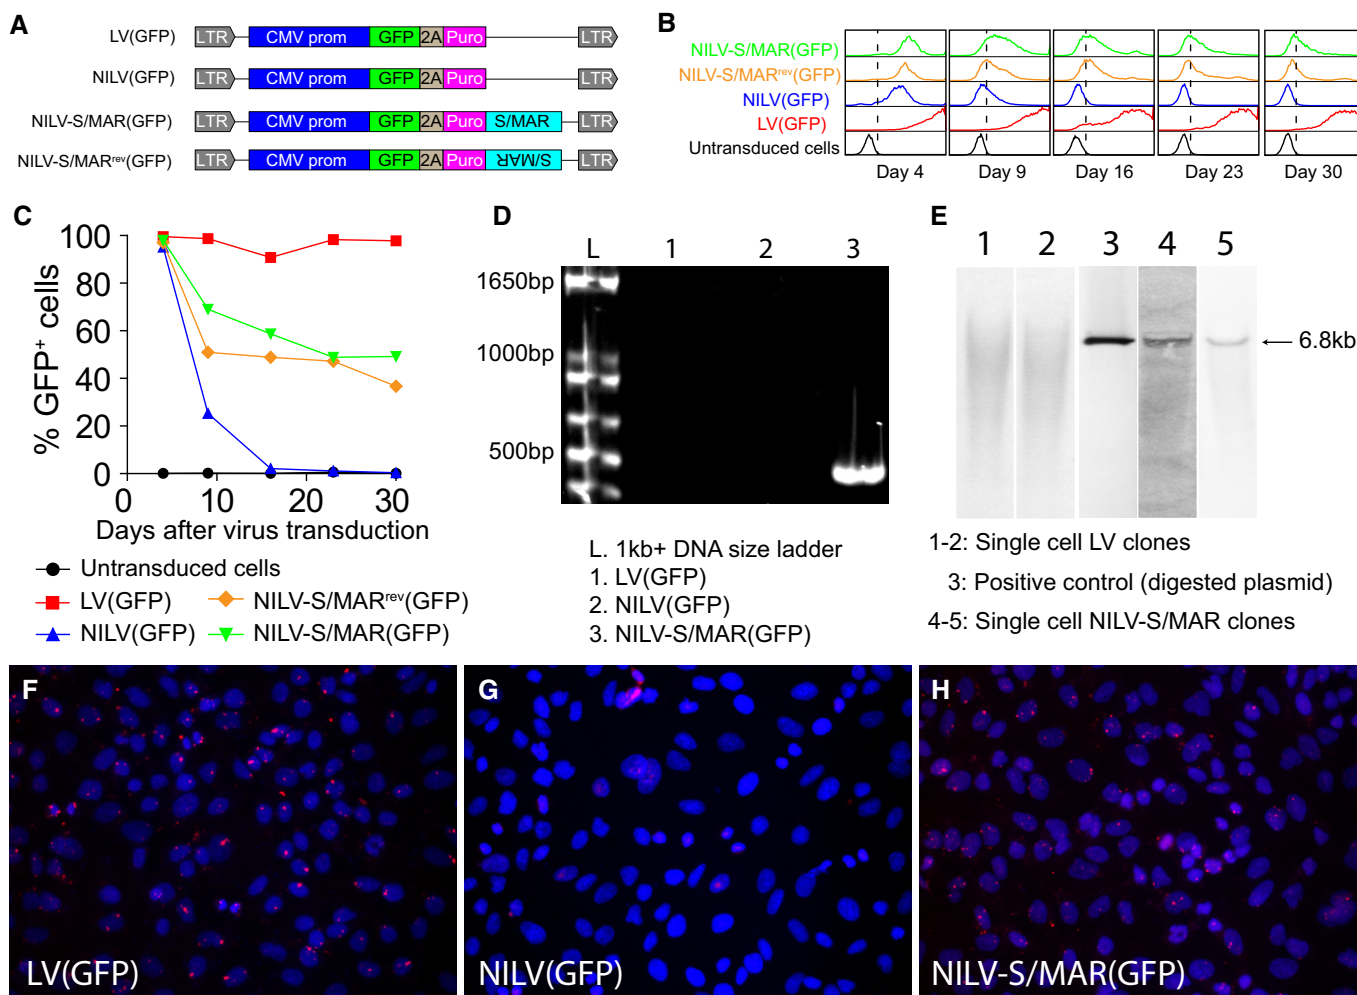 A
LV(GFP) LTR CMV prom GFP 2A Puro LTR
NILV(GFP) LTR CMV prom GFP 2A Puro LTR
NILV-S/MAR(GFP) LTR CMV prom GFP 2A Puro S/MAR LTR
NILV-S/MARrev(GFP) LTR CMV prom GFP 2A Puro S/MAR LTR
B
NILV-S/MAR(GFP)
NILV-S/MARrev(GFP)
NILV(GFP)
LV(GFP)
Untransduced cells
Day 4 Day 9 Day 16 Day 23 Day 30
C
% GFP+ cells
100
80
60
40
20
0
0 10 20 30
Days after virus transduction
Untransduced cells
LV(GFP) NILV-S/MARrev(GFP)
NILV(GFP) NILV-S/MAR(GFP)
D
L 1 2 3
1650bp
1000bp
500bp
L. 1kb+ DNA size ladder
1. LV(GFP)
2. NILV(GFP)
3. NILV-S/MAR(GFP)
E
1 2 3 4 5
6.8kb
1-2: Single cell LV clones
3: Positive control (digested plasmid)
4-5: Single cell NILV-S/MAR clones
F
LV(GFP)
G
NILV(GFP)
H
NILV-S/MAR(GFP)